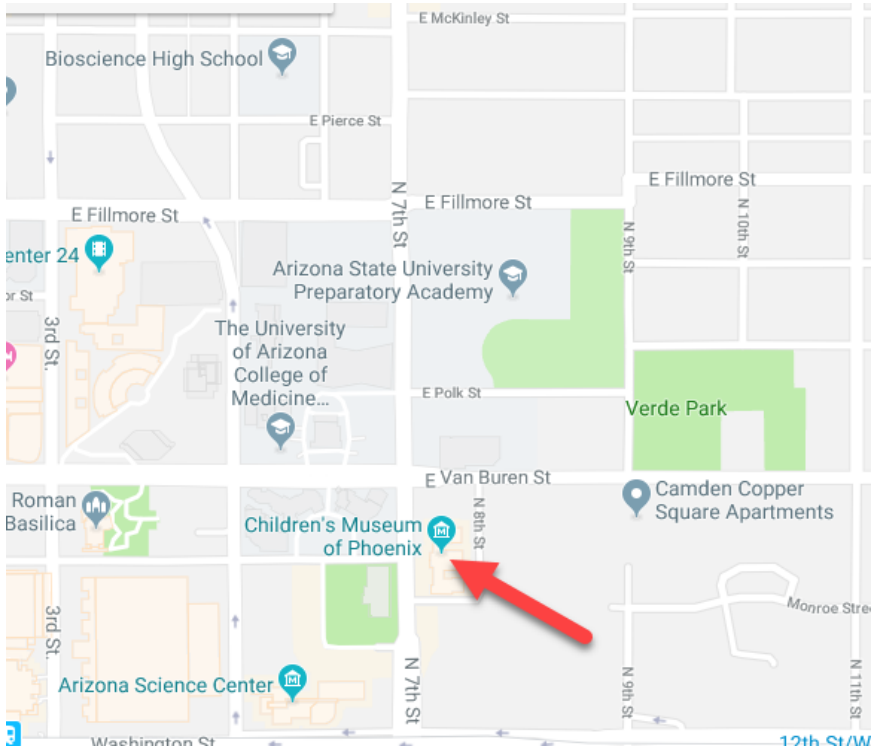 E McKinley St
Bioscience High School
E Pierce St
E Fillmore St
E Fillmore St
E Fillmore St
N 7th St
N 9th St
N 10th St
enter 24
Arizona State University
Preparatory Academy
or St
3rd St.
The University
of Arizona
College of
Medicine...
E Polk St
Verde Park
E Van Buren St
Roman
Basilica
Camden Copper
Square Apartments
N 8th St
Children's Museum
of Phoenix
3rd St.
Monroe Stree
N 7th St
N 9th St
N 11th St
Arizona Science Center
Washington St
12th St/W